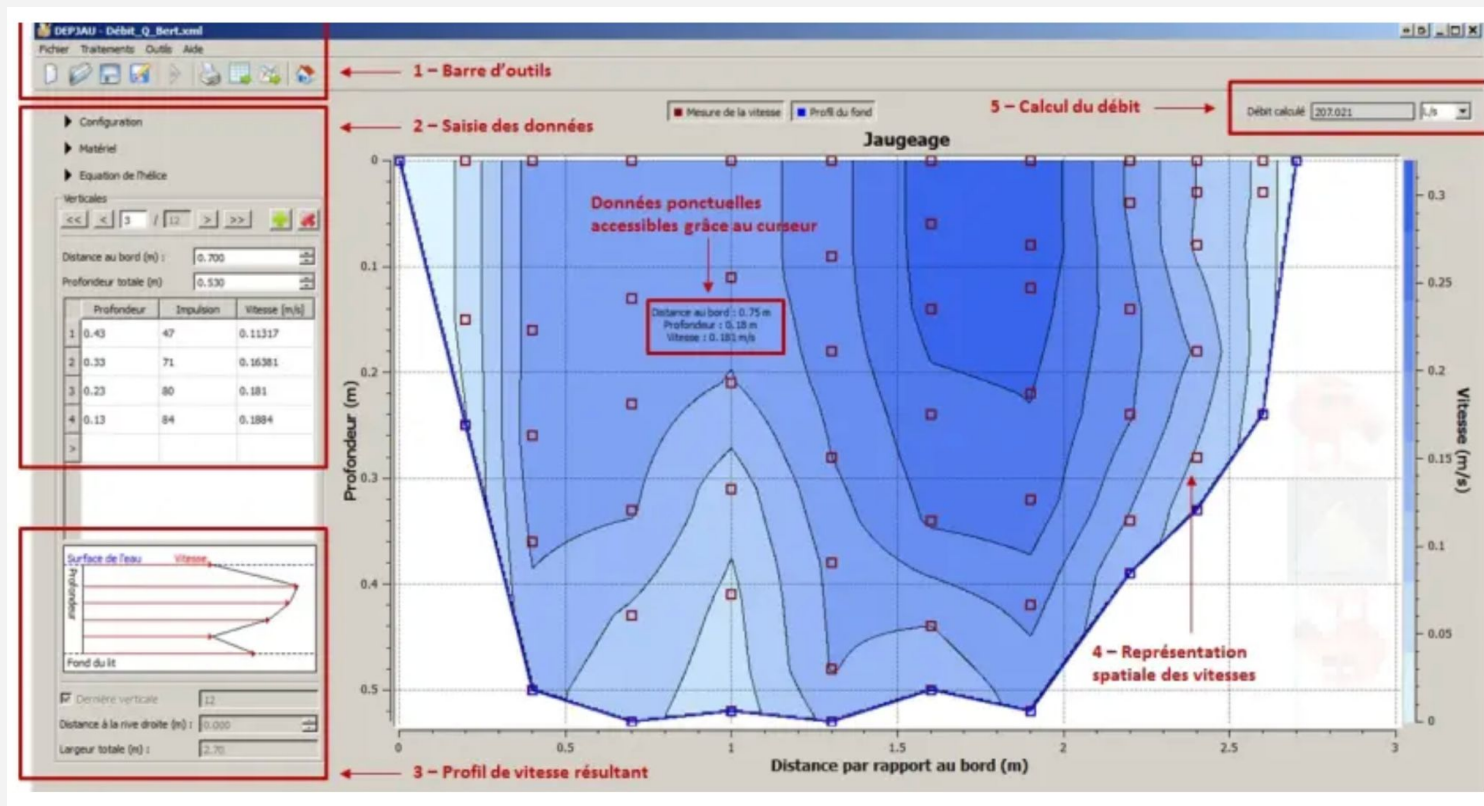 DEPJAU - Débit_Q_Bert.xml
Fichier Traitements Outils Aide
1 – Barre d'outils
5 – Calcul du débit
Débit calculé 207.021 L/s
Configuration
2 – Saisie des données
Mesure de la vitesse Profil du fond
Matériel
Jaugeage
Equation de l'hélice
Verticales
<< < 3 / 12 > >>
Distance au bord (m) : 0.700
Profondeur totale (m) 0.530
Profondeur Impulsion Vitesse [m/s]
1 0.43 47 0.11317
2 0.33 71 0.16381
3 0.23 80 0.181
4 0.13 84 0.1884
>
Surface de l'eau Vitesse
Profondeur
Fond du lit
Dernière verticale 12
Distance à la rive droite (m) : 0.000
Largeur totale (m) : 2.70
3 – Profil de vitesse résultant
Données ponctuelles
accessibles grâce au curseur
Distance au bord : 0.75 m
Profondeur : 0.18 m
Vitesse : 0.181 m/s
4 – Représentation
spatiale des vitesses
Profondeur (m)
0
0.1
0.2
0.3
0.4
0.5
0 0.5 1 1.5 2 2.5 3
Distance par rapport au bord (m)
0.3
0.25
0.2
0.15
0.1
0.05
0
Vitesse (m/s)